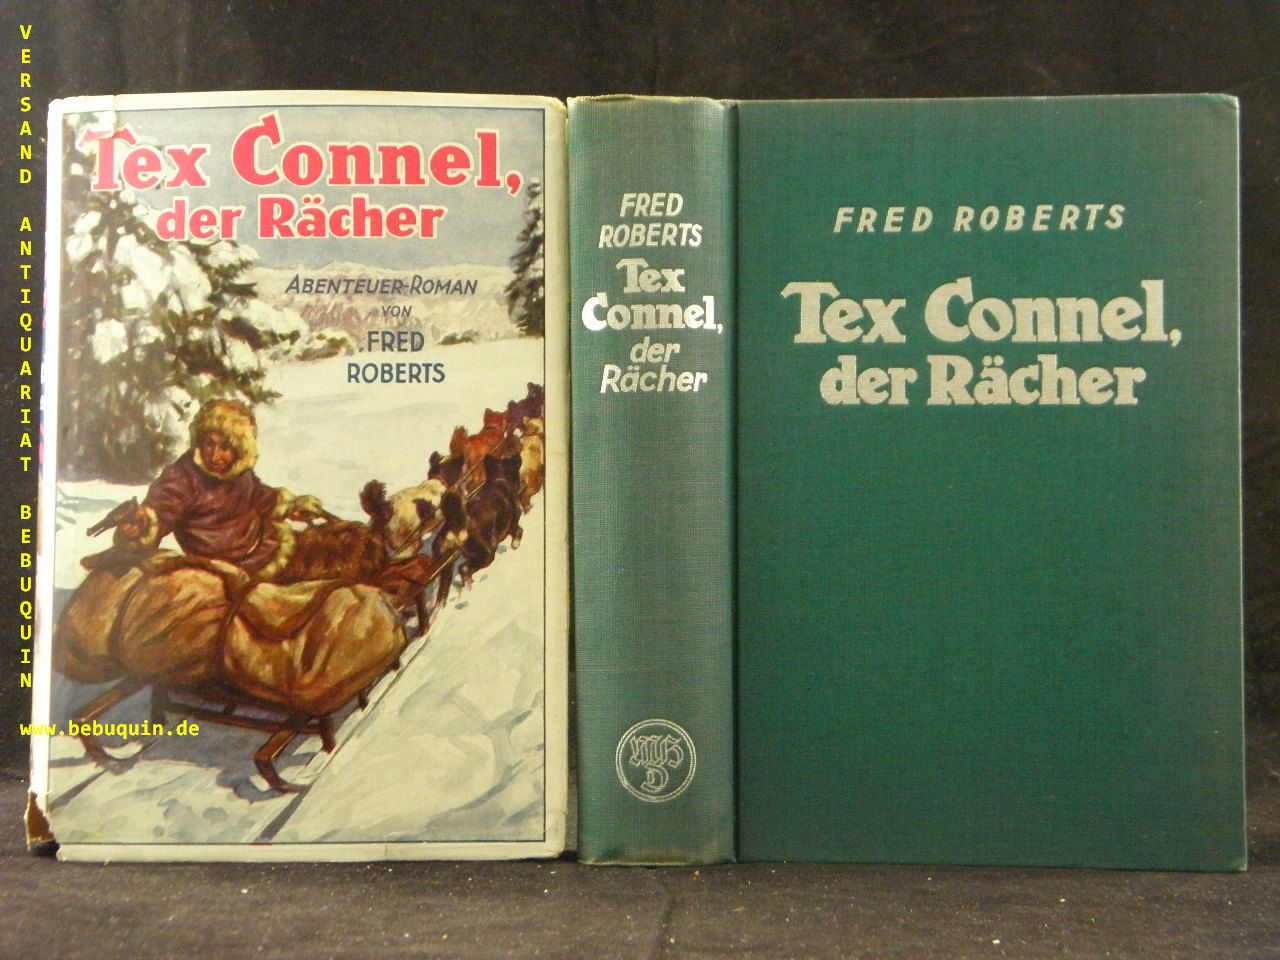 VERSAND ANTIQUARIAT BEBUQUIN
www.bebuquin.de
Tex Connel,
der Rächer
ABENTEUER-ROMAN
VON
FRED
ROBERTS
FRED
ROBERTS
Tex
Connel,
der
Rächer
FRED ROBERTS
Tex Connel,
der Rächer